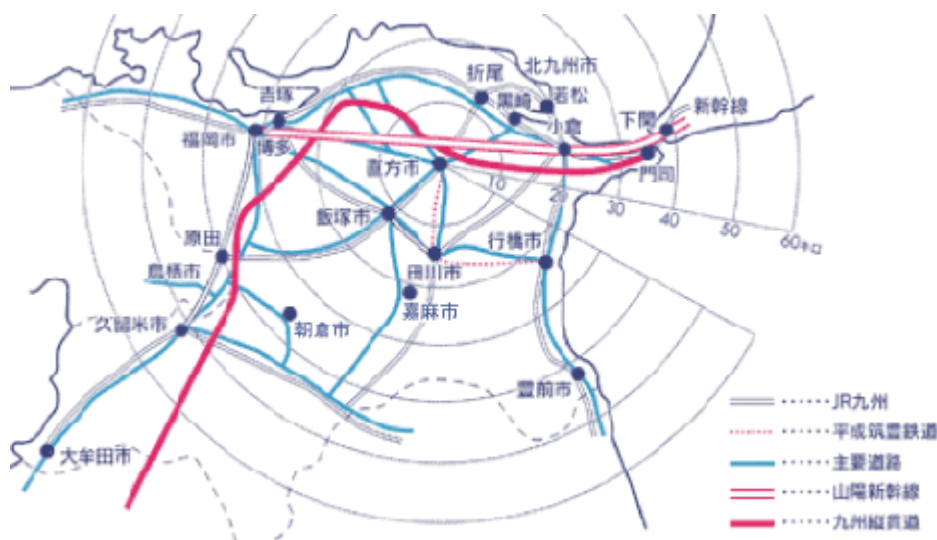 北九州市
折尾
若松
黒崎
吉塚
小倉
下関
新幹線
福岡市
博多
直方市
門司
10
20
30
40
50
60キロ
飯塚市
原田
行橋市
田川市
鳥栖市
嘉麻市
久留米市
朝倉市
豊前市
大牟田市
JR九州
平成筑豊鉄道
主要道路
山陽新幹線
九州縦貫道